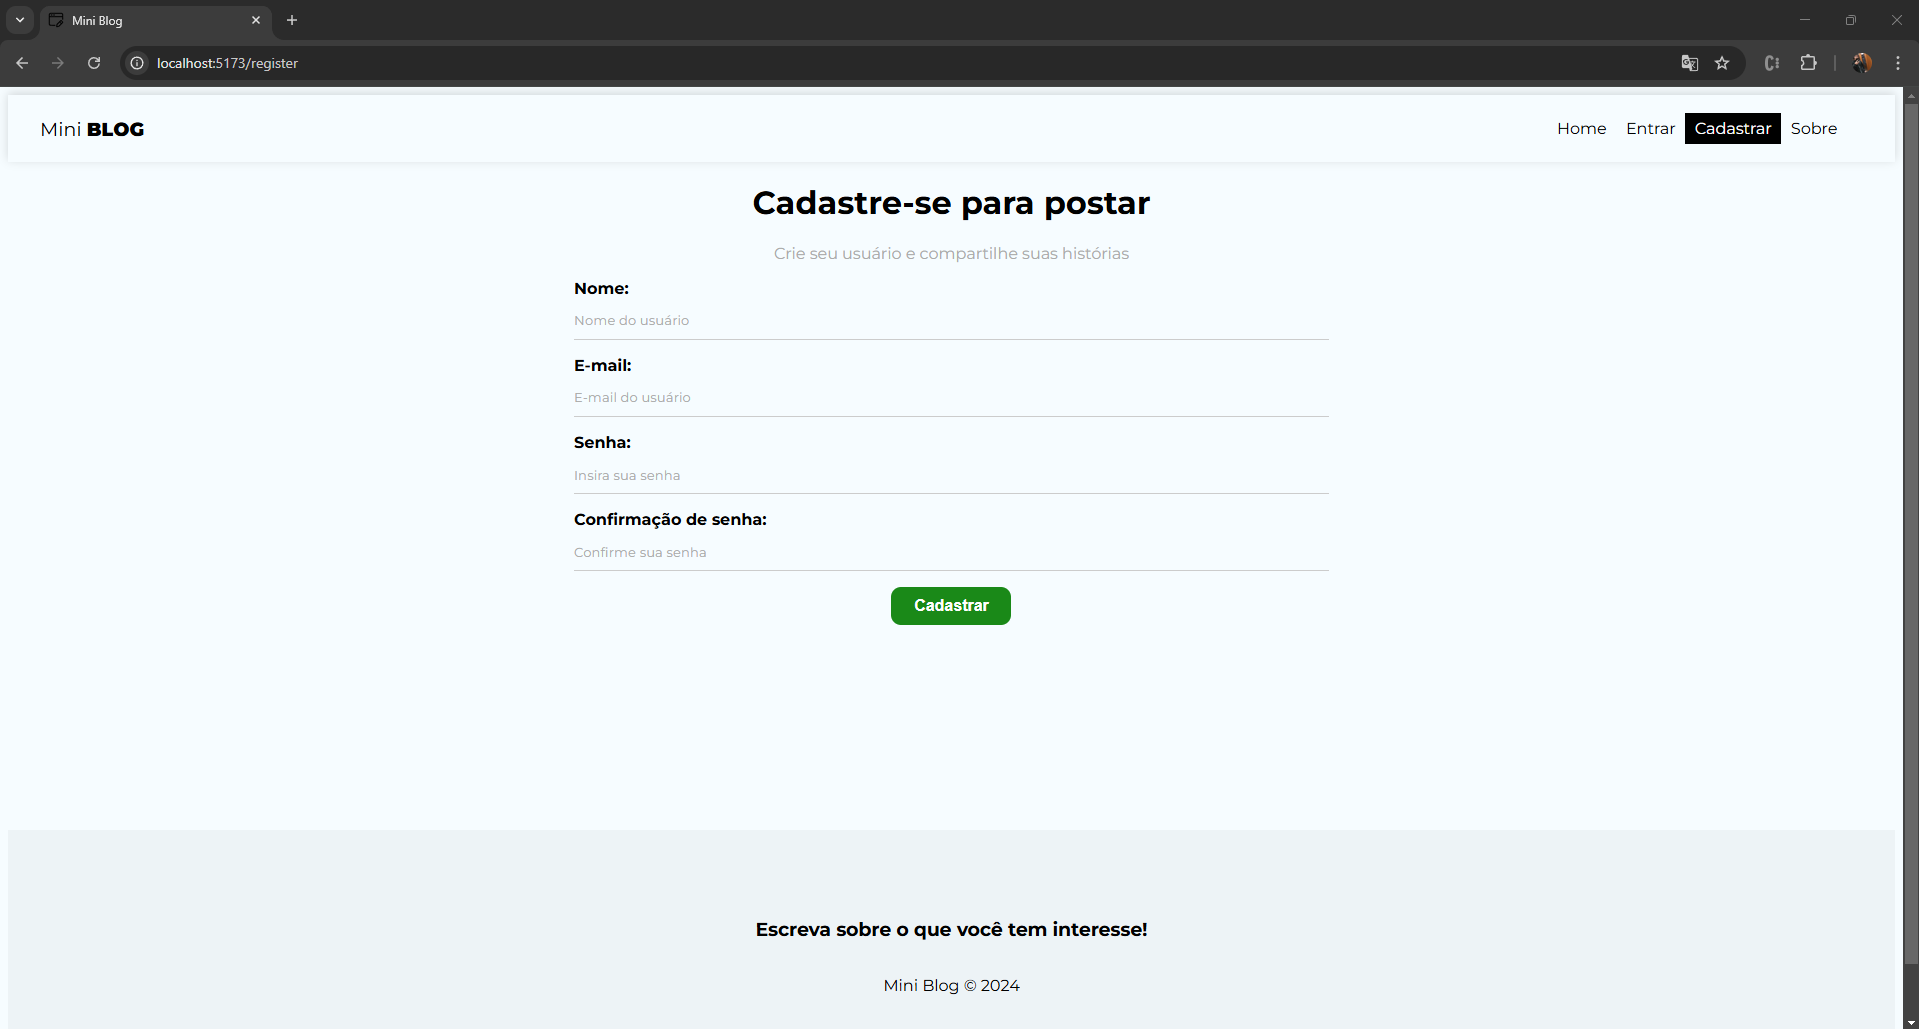 Mini Blog
localhost:5173/register
Mini BLOG
Home Entrar Cadastrar Sobre
Cadastre-se para postar
Crie seu usuário e compartilhe suas histórias
Nome:
Nome do usuário
E-mail:
E-mail do usuário
Senha:
Insira sua senha
Confirmação de senha:
Confirme sua senha
Cadastrar
Escreva sobre o que você tem interesse!
Mini Blog © 2024